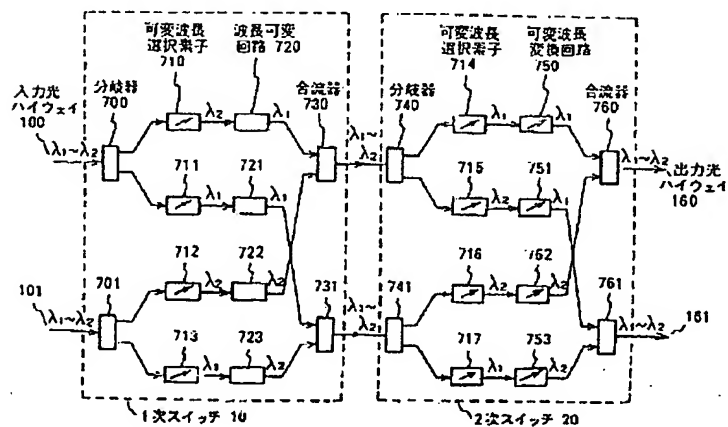 可変波長
選択素子
710
波長可変
回路 720
可変波長
選択素子
714
可変波長
変換回路
750
入力光
ハイウェイ
100
分岐器
700
合流器
730
分岐器
740
合流器
760
λ2
λ1
λ1~
λ2
λ1
λ1
λ1~λ2
λ1~λ2
出力光
ハイウェイ
160
711
721
715
751
λ1
λ1
λ2
λ1
712
722
716
752
101
701
λ2
λ2
731
λ1~
λ2
741
λ2
λ2
761
161
λ1~λ2
713
723
717
753
λ1~λ2
λ1
λ2
λ1
λ2
1次スイッチ 10
2次スイッチ 20